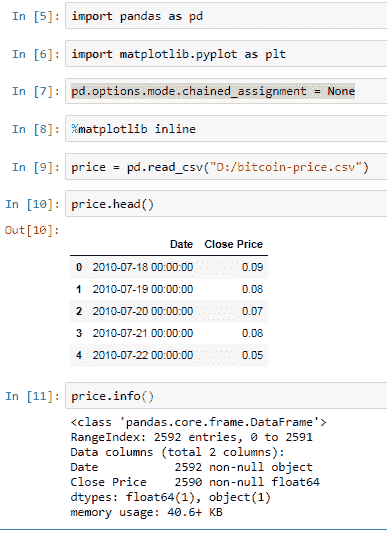 In [5]: import pandas as pd
In [6]: import matplotlib.pyplot as plt
In [7]: pd.options.mode.chained_assignment = None
In [8]: %matplotlib inline
In [9]: price = pd.read_csv("D:/bitcoin-price.csv")
In [10]: price.head()
Out[10]:
Date Close Price
0 2010-07-18 00:00:00 0.09
1 2010-07-19 00:00:00 0.08
2 2010-07-20 00:00:00 0.07
3 2010-07-21 00:00:00 0.08
4 2010-07-22 00:00:00 0.05
In [11]: price.info()
<class 'pandas.core.frame.DataFrame'>
RangeIndex: 2592 entries, 0 to 2591
Data columns (total 2 columns):
Date 2592 non-null object
Close Price 2590 non-null float64
dtypes: float64(1), object(1)
memory usage: 40.6+ KB